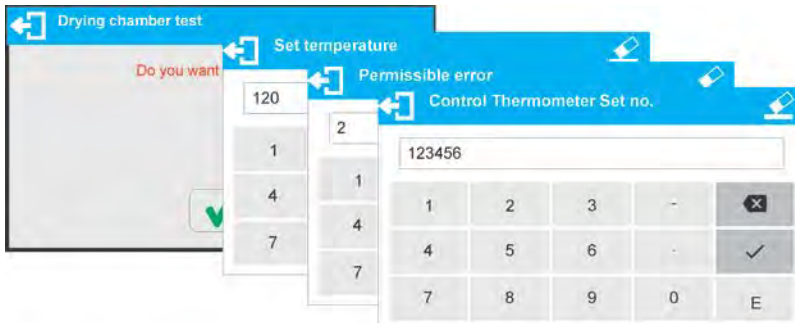 Drying chamber test
Do you want
Set temperature
120
1
4
7
Permissible error
2
1
4
7
Control Thermometer Set no.
123456
1 2 3 -
4 5 6 .
7 8 9 0 E